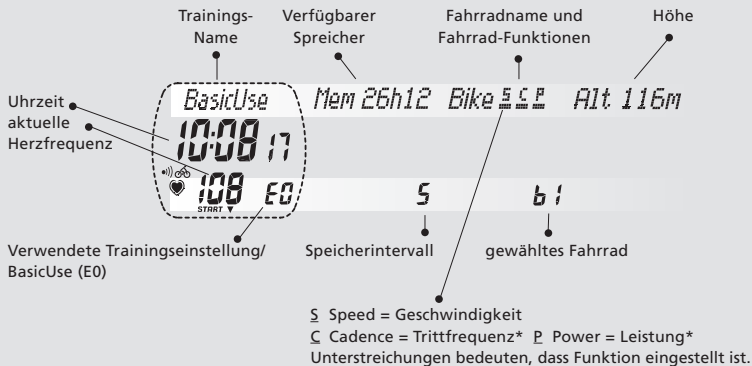 Trainings-
Name
Verfügbarer
Spreicher
Fahrradname und
Fahrrad-Funktionen
Höhe
BasicUse Mem 26h12 Bike S C P Alt 116m
Uhrzeit
aktuelle
Herzfrequenz
10:08 17
108 E0 5 b1
START ▼
Verwendete Trainingseinstellung/
BasicUse (E0)
Speicherintervall
gewähltes Fahrrad
S Speed = Geschwindigkeit
C Cadence = Trittfrequenz* P Power = Leistung*
Unterstreichungen bedeuten, dass Funktion eingestellt ist.